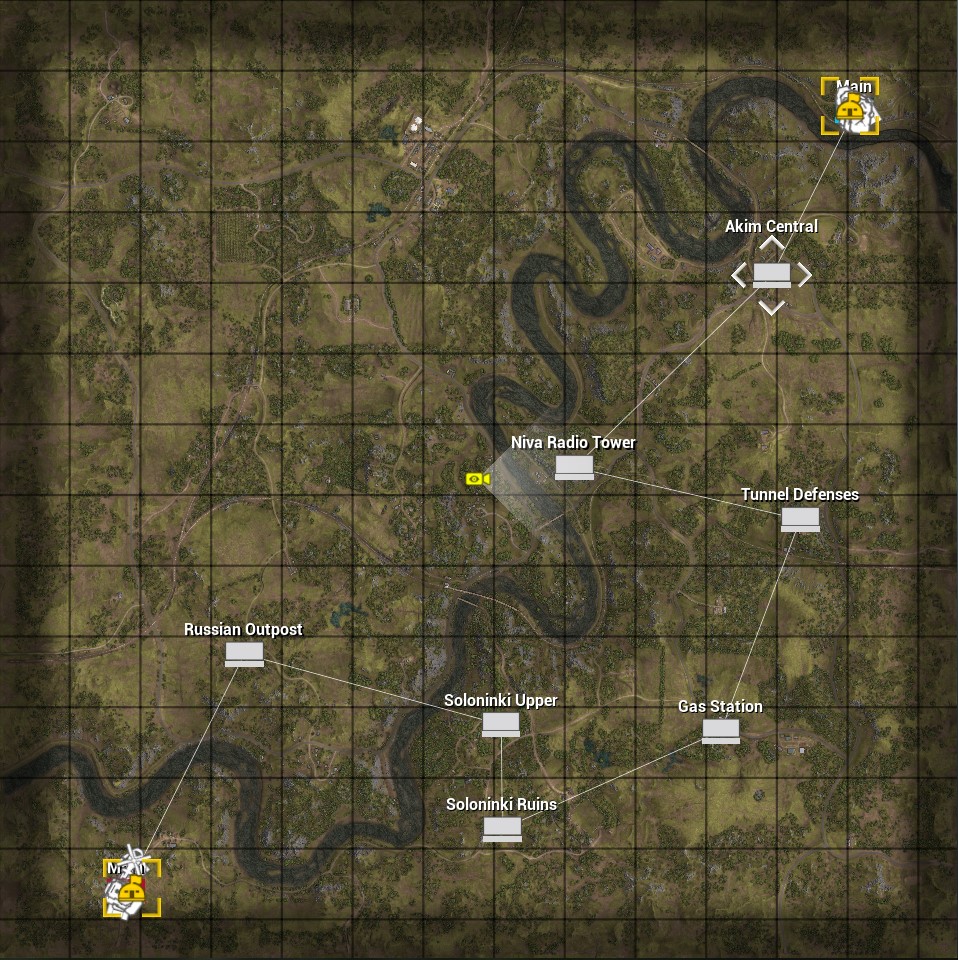 Main
Akim Central
Niva Radio Tower
Tunnel Defenses
Russian Outpost
Soloninki Upper
Gas Station
Soloninki Ruins